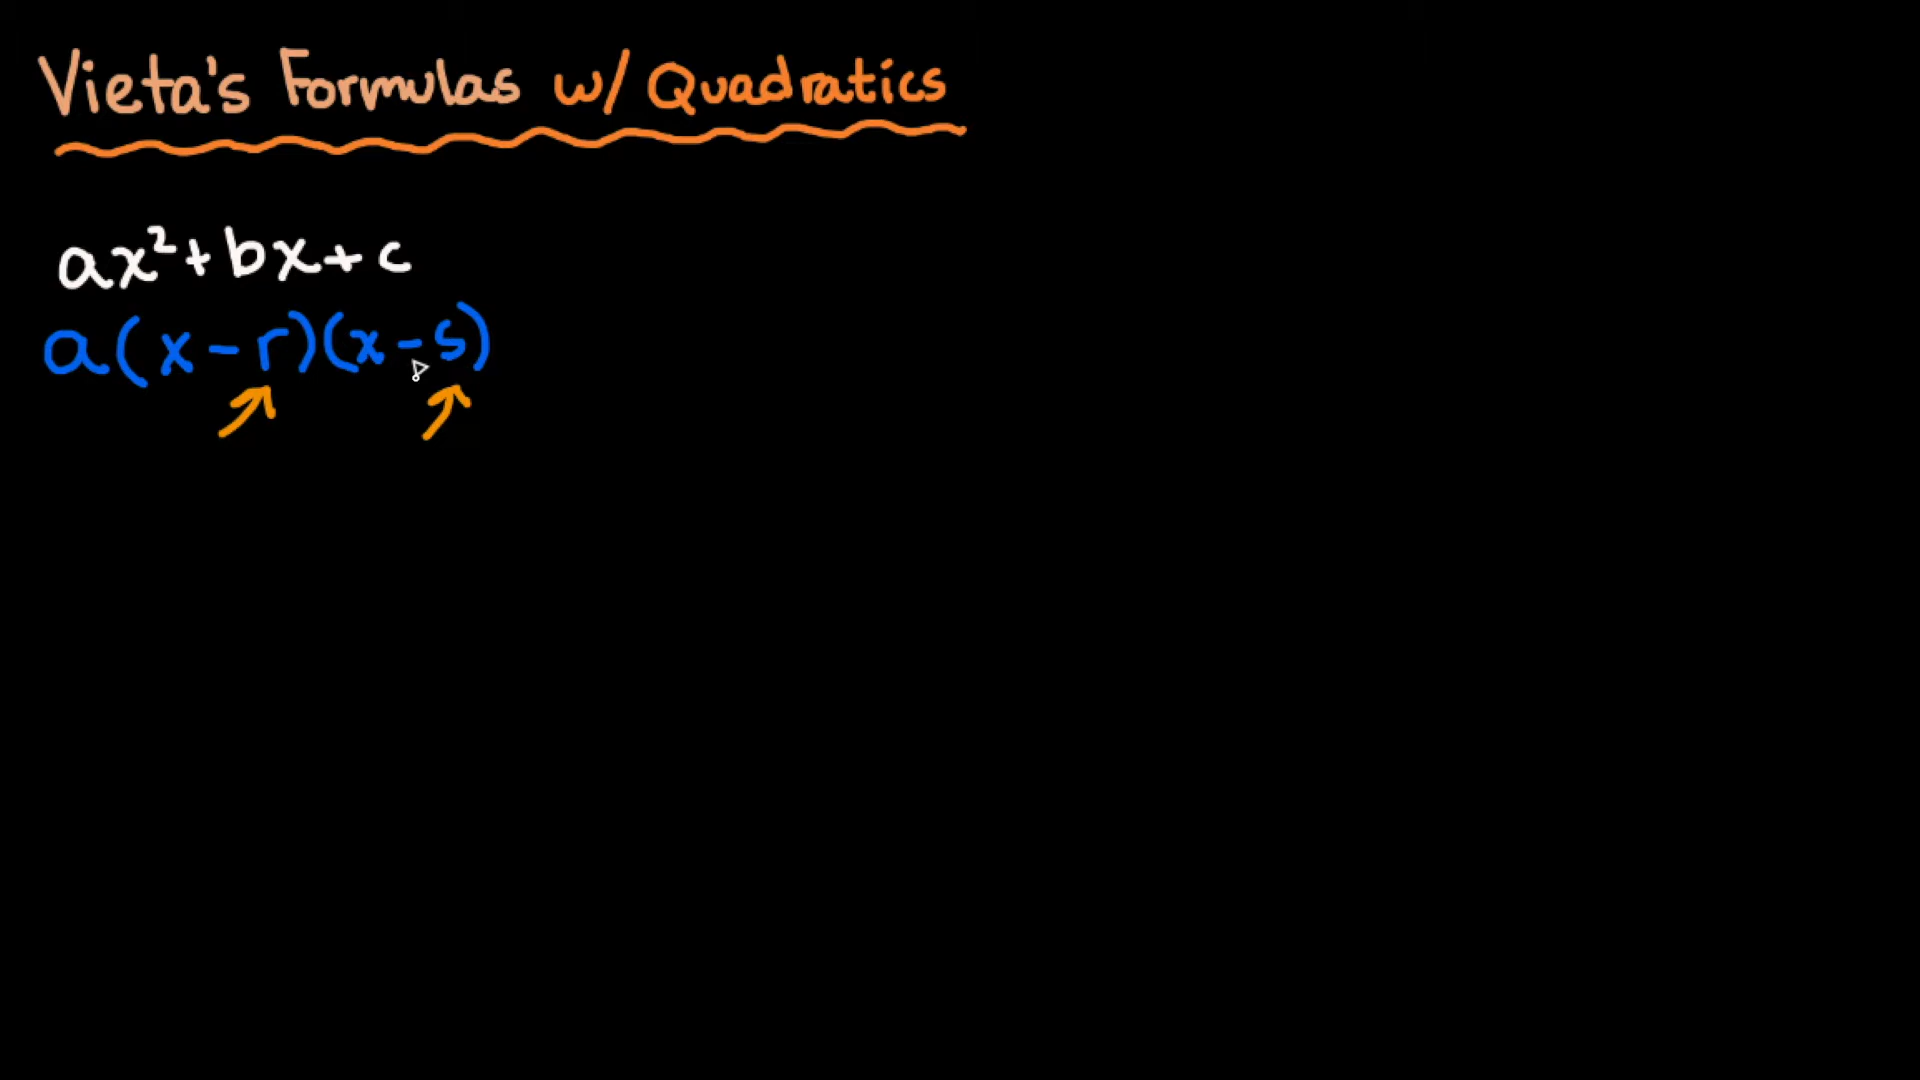 Vieta's Formulas w/ Quadratics
ax²+bx+c
a(x-r)(x-s)